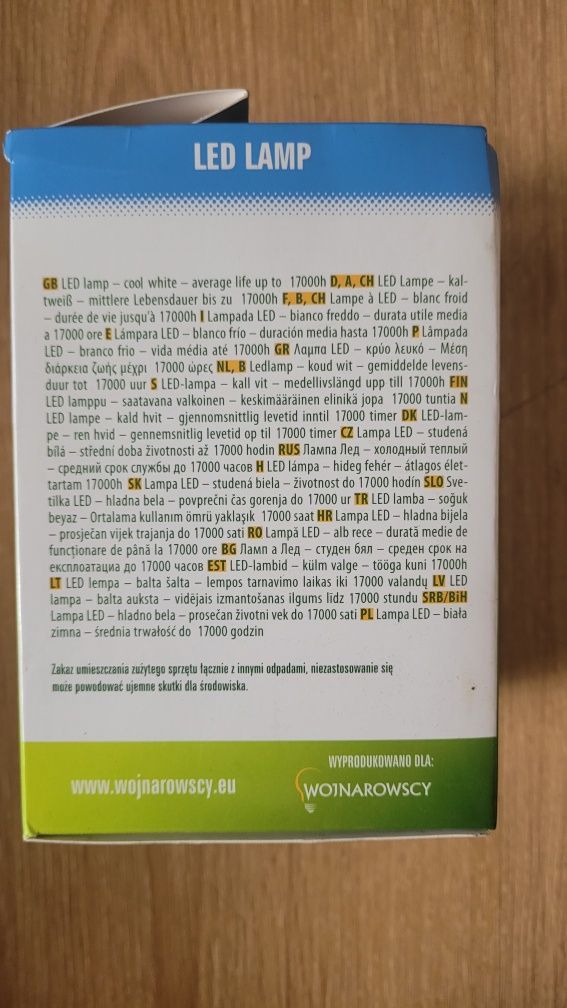 LED LAMP
GB LED lamp – cool white – average life up to 17000h D, A, CH LED Lampe – kal-
tweiß – mittlere Lebensdauer bis zu 17000h F, B, CH Lampe à LED – blanc froid
– durée de vie jusqu'à 17000h I Lampada LED – bianco freddo – durata utile media
a 17000 ore E Lámpara LED – blanco frío – duración media hasta 17000h P Lâmpada
LED – branco frio – vida média até 17000h GR Λαμπα LED – κρύο λευκό – Μέση
διάρκεια ζωής μέχρι 17000 ώρες NL, B Ledlamp – koud wit – gemiddelde levens-
duur tot 17000 uur S LED-lampa – kall vit – medellivslängd upp till 17000h FIN
LED lamppu – saatavana valkoinen – keskimääräinen elinikä jopa 17000 tuntia N
LED lampe – kald hvit – gjennomsnittlig levetid inntil 17000 timer DK LED-lam-
pe – ren hvid – gennemsnitlig levetid op til 17000 timer CZ Lampa LED – studená
bílá – střední doba životnosti až 17000 hodin RUS Лампа Лед – холодный теплый
– средний срок службы до 17000 часов H LED lámpa – hideg fehér – átlagos élet-
tartam 17000h SK Lampa LED – studená biela – životnost do 17000 hodín SLO Sve-
tilka LED – hladna bela – povprečni čas gorenja do 17000 ur TR LED lamba – soğuk
beyaz – Ortalama kullanım ömrü yaklaşık 17000 saat HR Lampa LED – hladna bijela
– prosječan vijek trajanja do 17000 sati RO Lampă LED – alb rece – durată medie de
funcționare de până la 17000 ore BG Ламп а Лед – студен бял – среден срок на
експлоатациа до 17000 часов EST LED-lambid – külm valge – tööga kuni 17000h
LT LED lempa – balta šalta – lempos tarnavimo laikas iki 17000 valandų LV LED
lampa – balta auksta – vidējais izmantošanas ilgums līdz 17000 stundu SRB/BiH
Lampa LED – hladno bela – prosečan životni vek do 17000 sati PL Lampa LED – biała
zimna – średnia trwałość do 17000 godzin
Zakaz umieszczania zużytego sprzętu łącznie z innymi odpadami, niezastosowanie się
może powodować ujemne skutki dla środowiska.
WYPRODUKOWANO DLA:
www.wojnarowscy.eu
WOJNAROWSCY